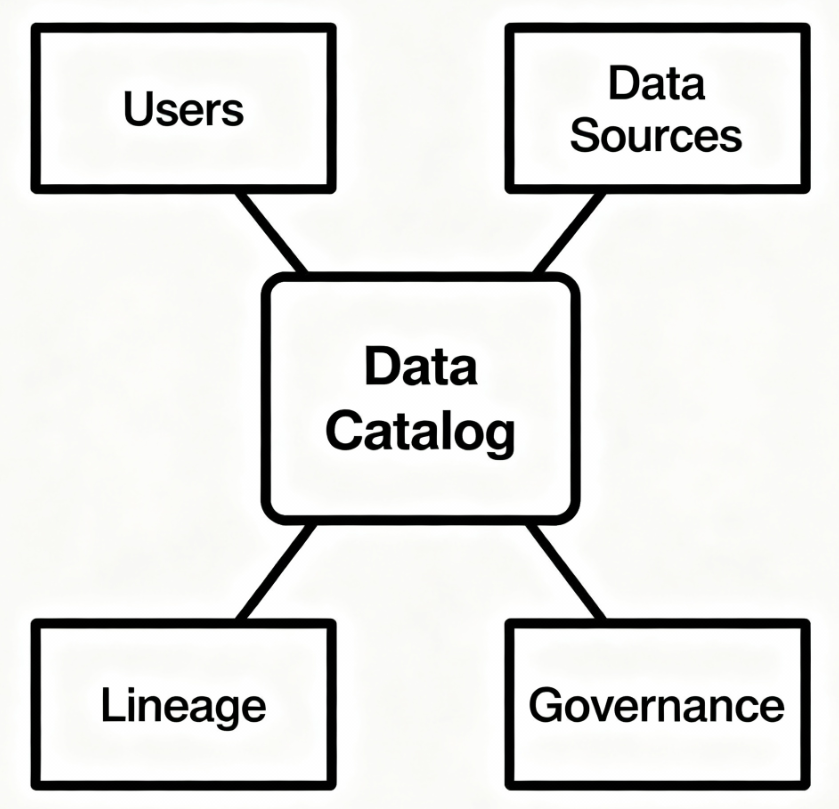 Users
Data
Sources
Data
Catalog
Lineage
Governance